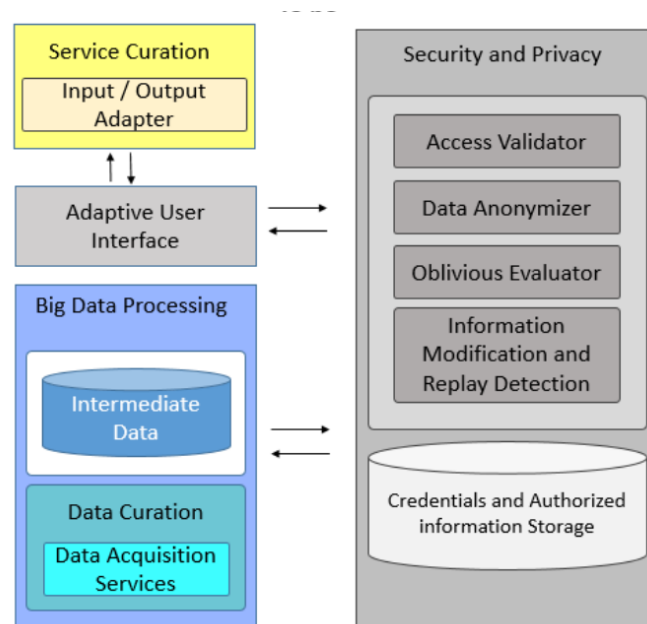 Service Curation
Input / Output
Adapter
Adaptive User
Interface
Big Data Processing
Intermediate
Data
Data Curation
Data Acquisition
Services
Security and Privacy
Access Validator
Data Anonymizer
Oblivious Evaluator
Information
Modification and
Replay Detection
Credentials and Authorized
information Storage